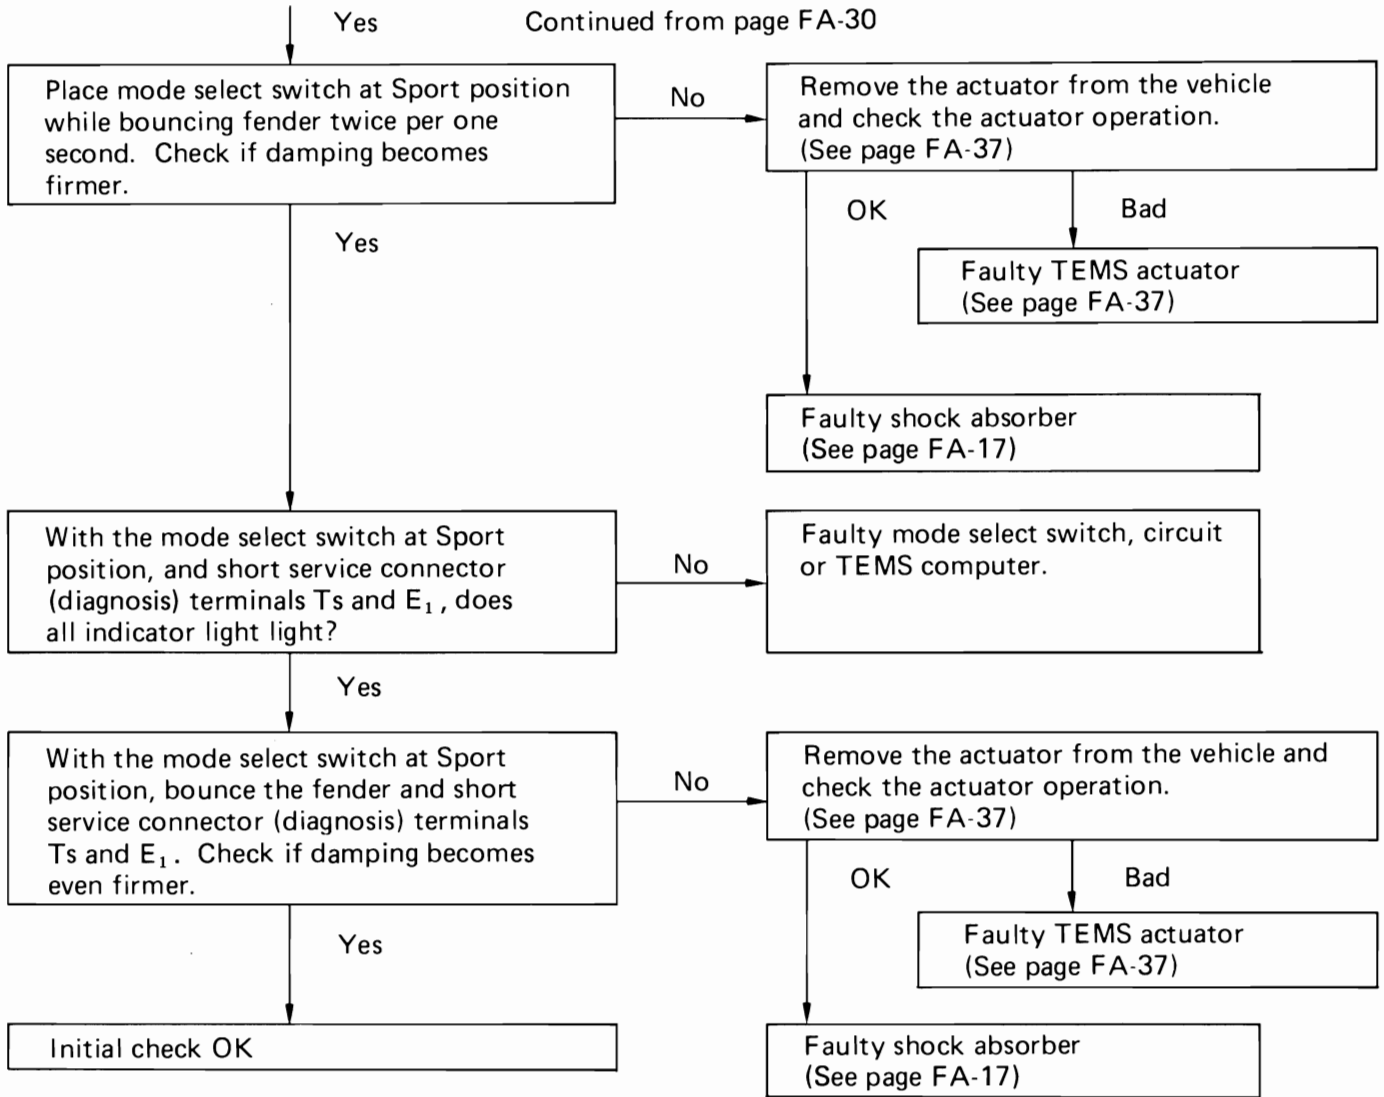 Yes
Continued from page FA-30
Place mode select switch at Sport position
while bouncing fender twice per one
second. Check if damping becomes
firmer.
No
Remove the actuator from the vehicle
and check the actuator operation.
(See page FA-37)
OK
Bad
Yes
Faulty TEMS actuator
(See page FA-37)
Faulty shock absorber
(See page FA-17)
With the mode select switch at Sport
position, and short service connector
(diagnosis) terminals Ts and E₁, does
all indicator light light?
No
Faulty mode select switch, circuit
or TEMS computer.
Yes
With the mode select switch at Sport
position, bounce the fender and short
service connector (diagnosis) terminals
Ts and E₁. Check if damping becomes
even firmer.
No
Remove the actuator from the vehicle and
check the actuator operation.
(See page FA-37)
OK
Bad
Yes
Faulty TEMS actuator
(See page FA-37)
Initial check OK
Faulty shock absorber
(See page FA-17)